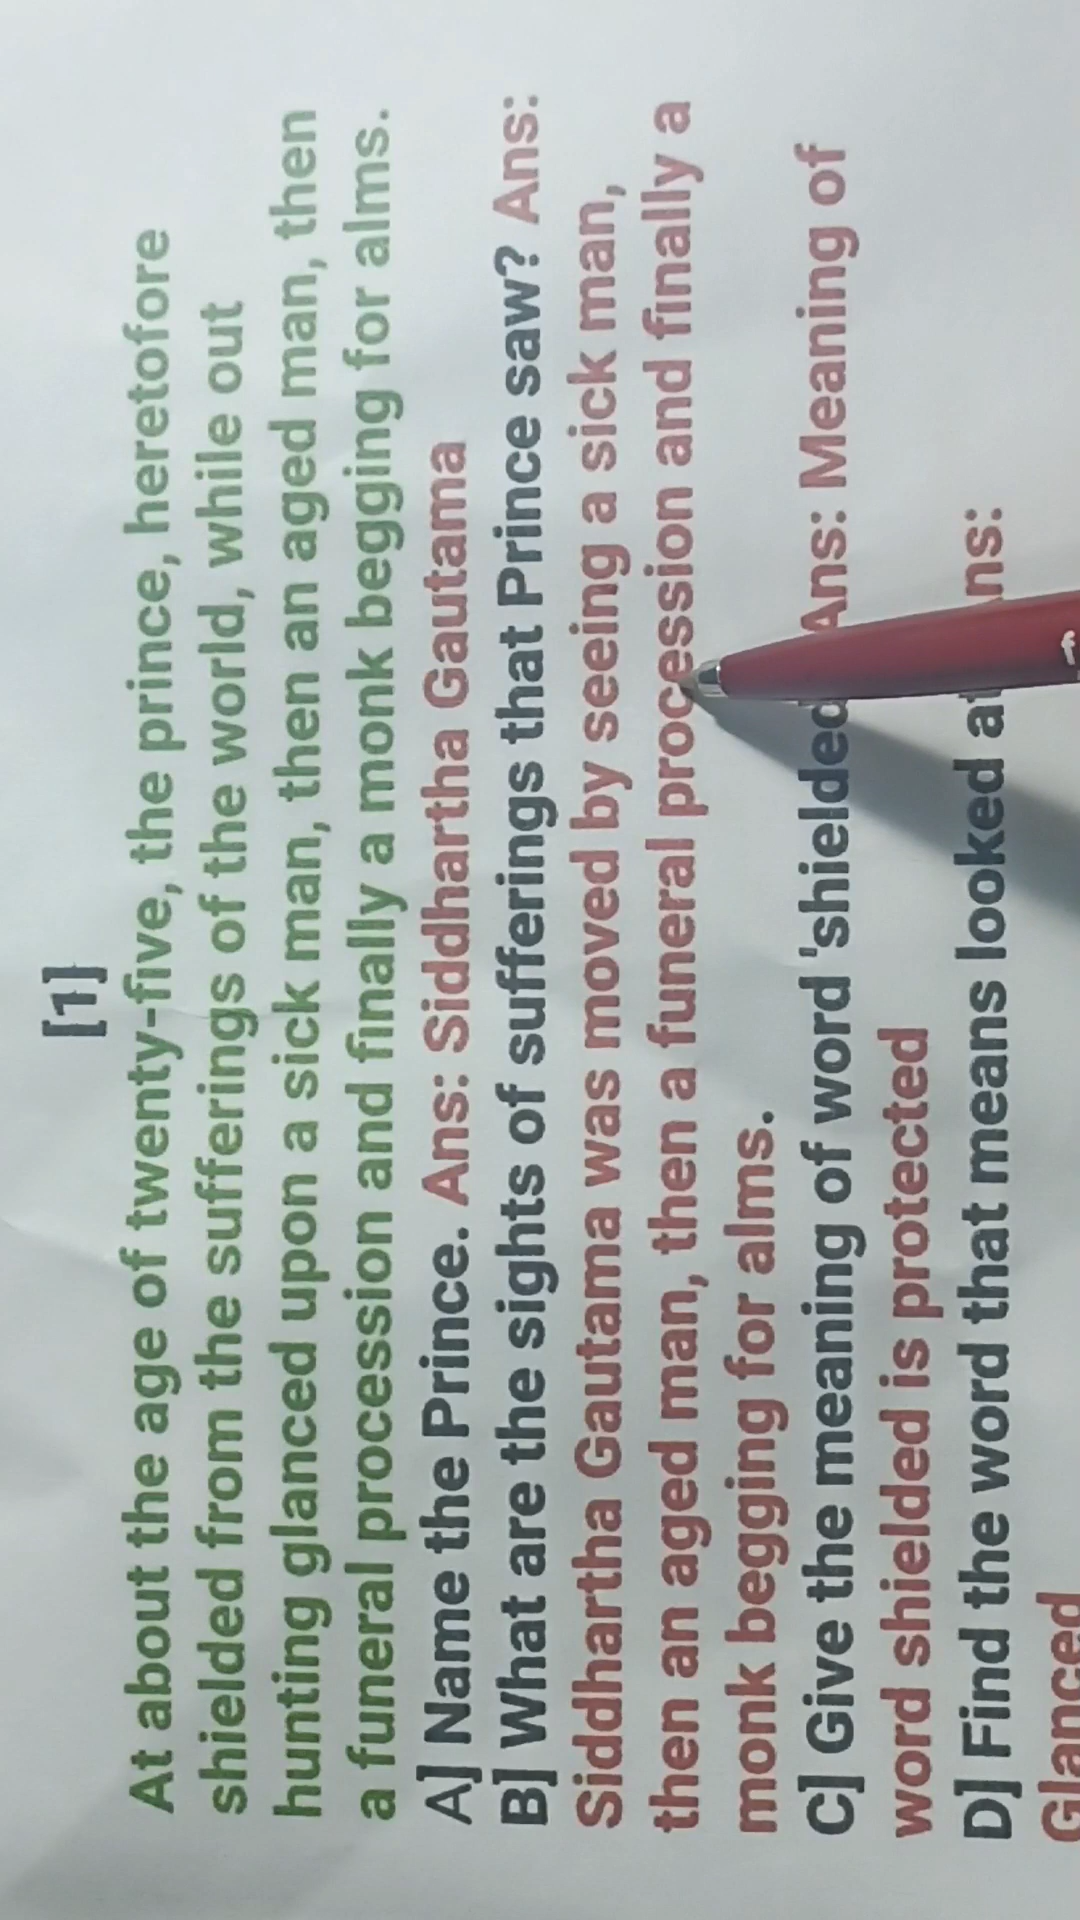 [1]
At about the age of twenty-five, the prince, heretofore
shielded from the sufferings of the world, while out
hunting glanced upon a sick man, then an aged man, then
a funeral procession and finally a monk begging for alms.
A] Name the Prince. Ans: Siddhartha Gautama
B] What are the sights of sufferings that Prince saw? Ans:
Siddhartha Gautama was moved by seeing a sick man,
then an aged man, then a funeral procession and finally a
monk begging for alms.
C] Give the meaning of word 'shielded Ans: Meaning of
word shielded is protected
D] Find the word that means looked at Ans:
Glanced